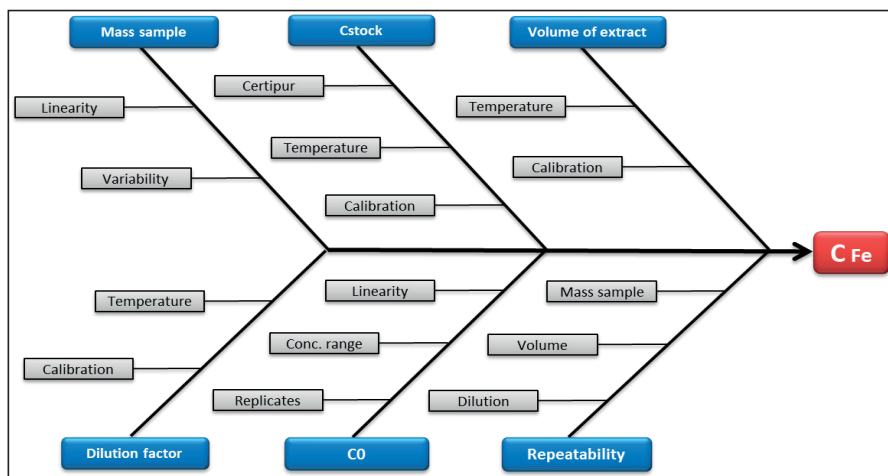 Mass sample
Cstock
Volume of extract
Certipur
Linearity
Temperature
Temperature
Variability
Calibration
Calibration
C Fe
Temperature
Linearity
Mass sample
Conc. range
Volume
Calibration
Replicates
Dilution
Dilution factor
C0
Repeatability